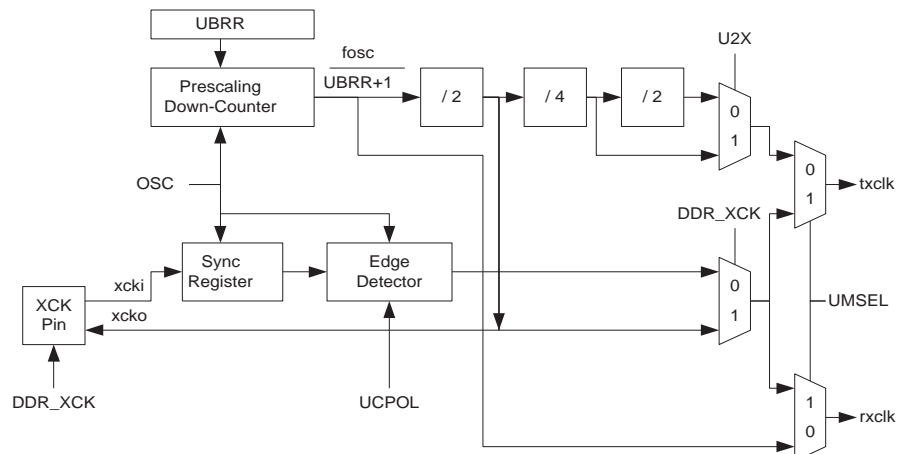 UBRR
fosc
U2X
Prescaling
Down-Counter
UBRR+1
/ 2
/ 4
/ 2
0
1
OSC
0
1
txclk
DDR_XCK
Sync
Register
Edge
Detector
xcki
0
1
XCK
Pin
xcko
UMSEL
DDR_XCK
UCPOL
1
0
rxclk